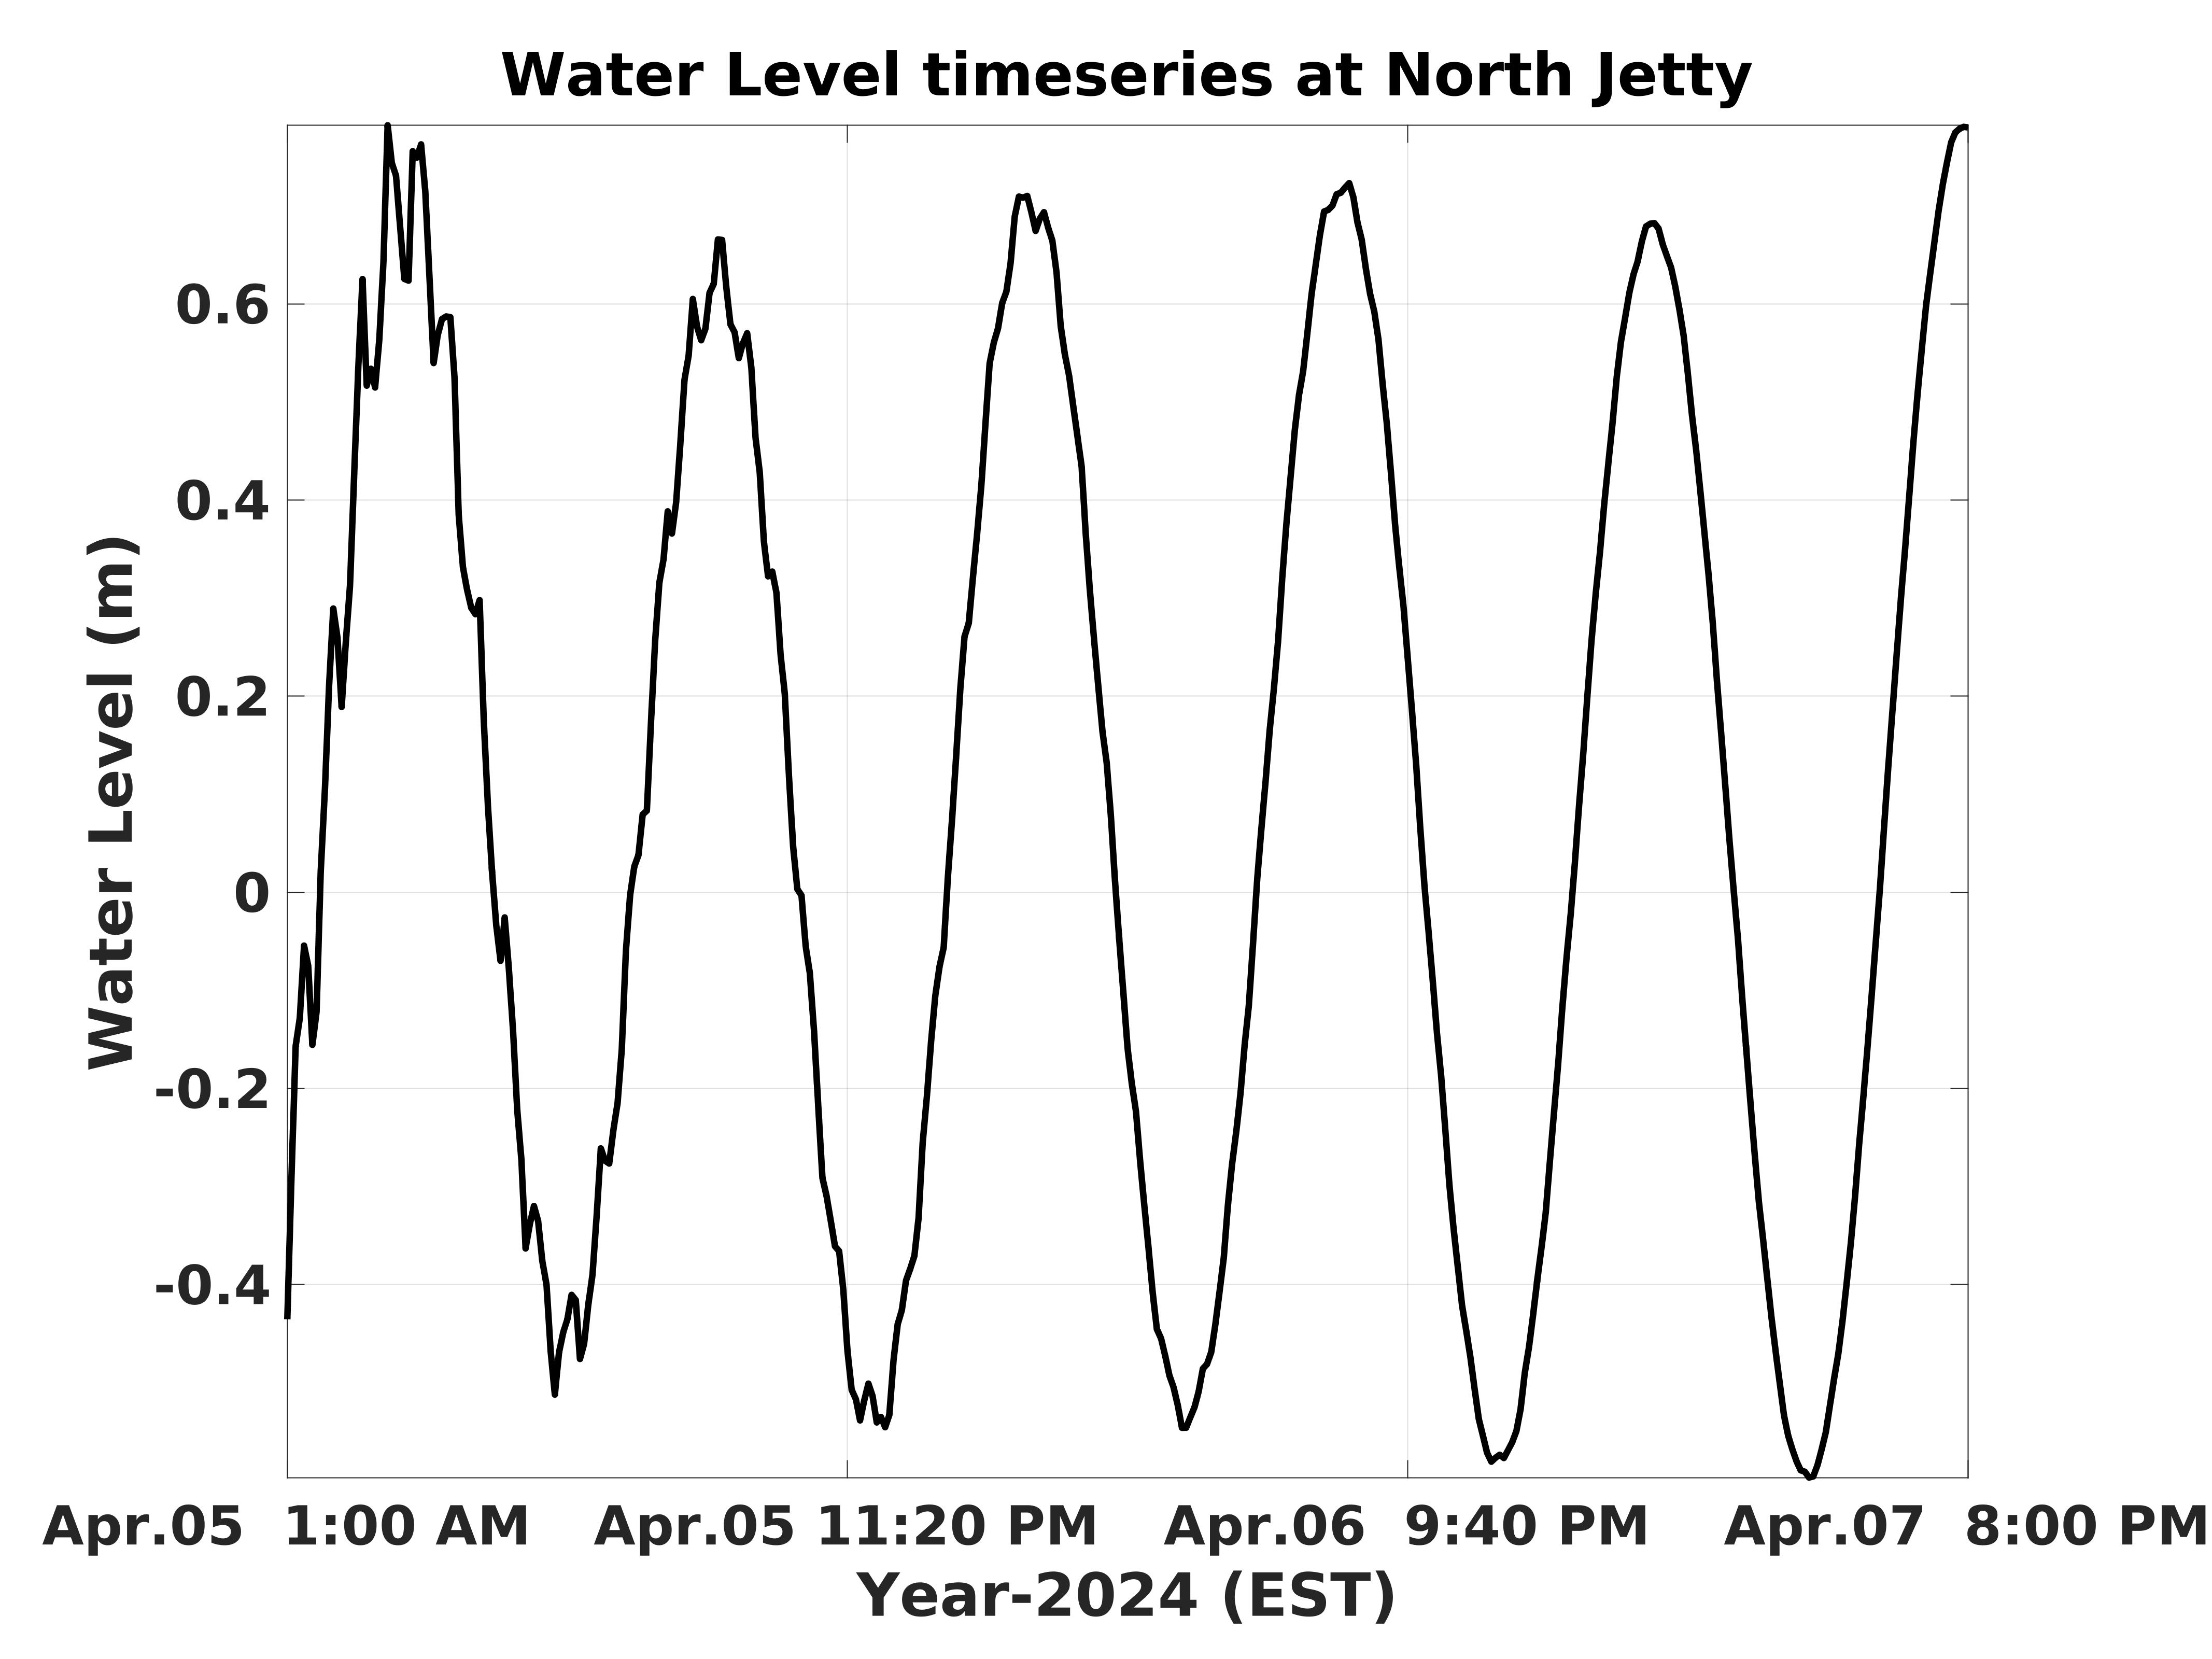 Water Level timeseries at North Jetty
Water Level (m)
0.6
0.4
0.2
0
-0.2
-0.4
Apr.05 1:00 AM Apr.05 11:20 PM Apr.06 9:40 PM Apr.07 8:00 PM
Year-2024 (EST)